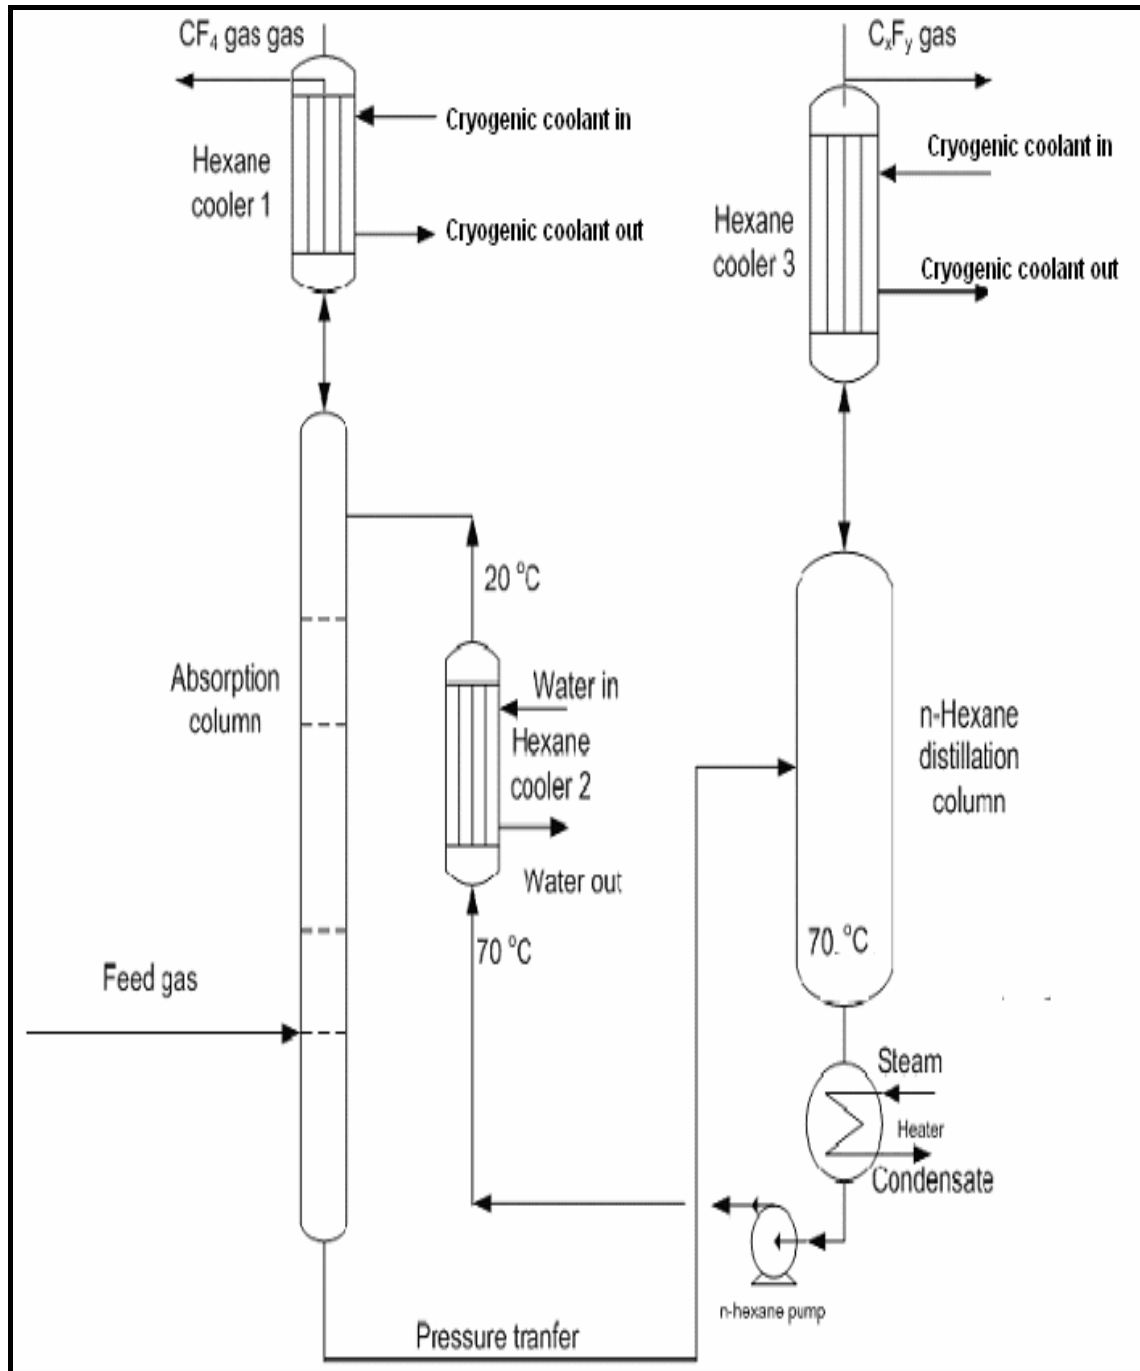 CF4 gas gas
CxFy gas
Cryogenic coolant in
Cryogenic coolant in
Hexane
cooler 1
Hexane
cooler 3
Cryogenic coolant out
Cryogenic coolant out
20 °C
Absorption
column
Water in
Hexane
cooler 2
Water out
n-Hexane
distillation
column
70 °C
70. °C
Feed gas
Steam
Heater
Condensate
n-hexane pump
Pressure tranfer